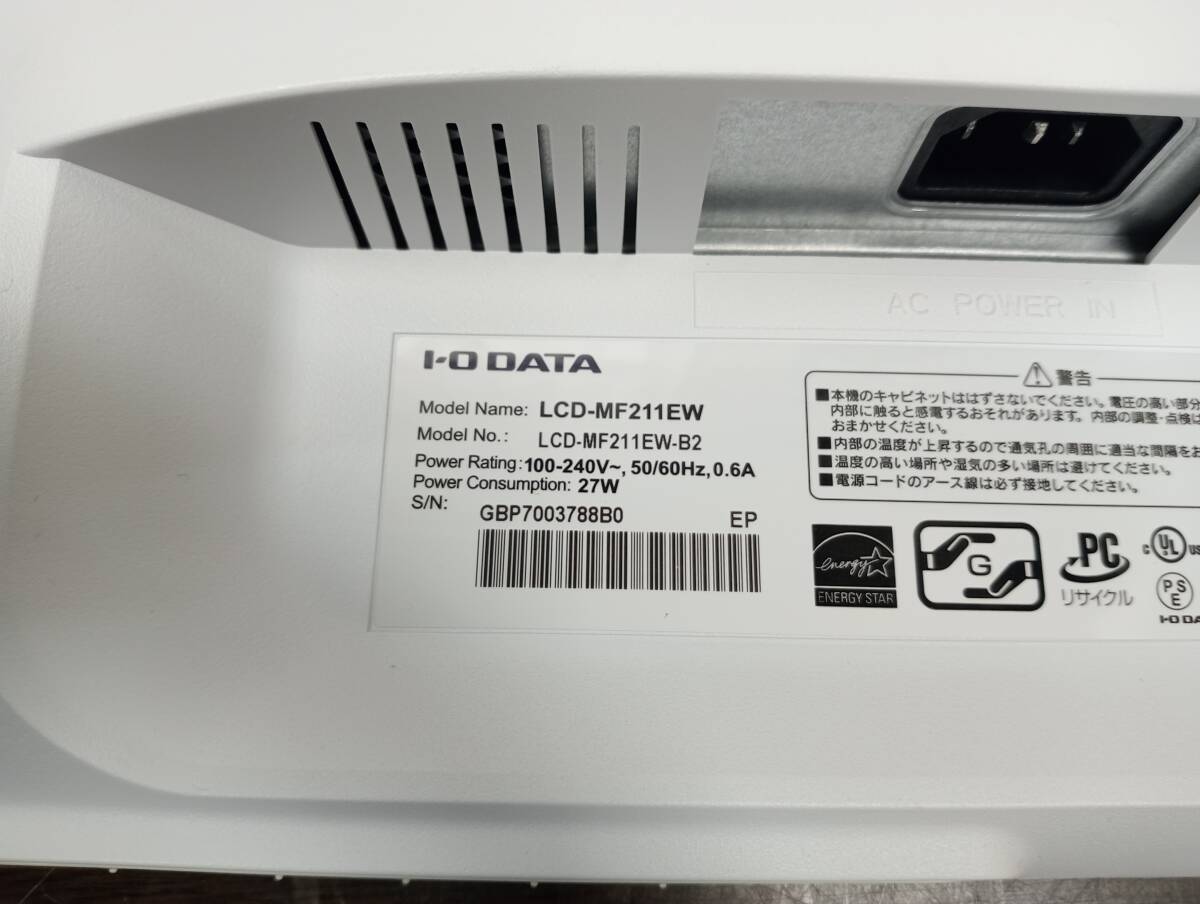 AC POWER IN
I-O DATA
Model Name: LCD-MF211EW
Model No.: LCD-MF211EW-B2
Power Rating: 100-240V~, 50/60Hz, 0.6A
Power Consumption: 27W
S/N:
GBP7003788B0 EP
警告
■本機のキャビネットははずさないでください。電圧の高い部分
内部に触ると感電するおそれがあります。内部の調整・点検は
おまかせください。
■内部の温度が上昇するので通気孔の周囲に適当な間隔をお
■温度の高い場所や湿気の多い場所は避けてください。
■電源コードのアース線は必ず接地してください。
energy
ENERGY STAR
G
PC
リサイクル
c UL US
PS
E
I-O DA